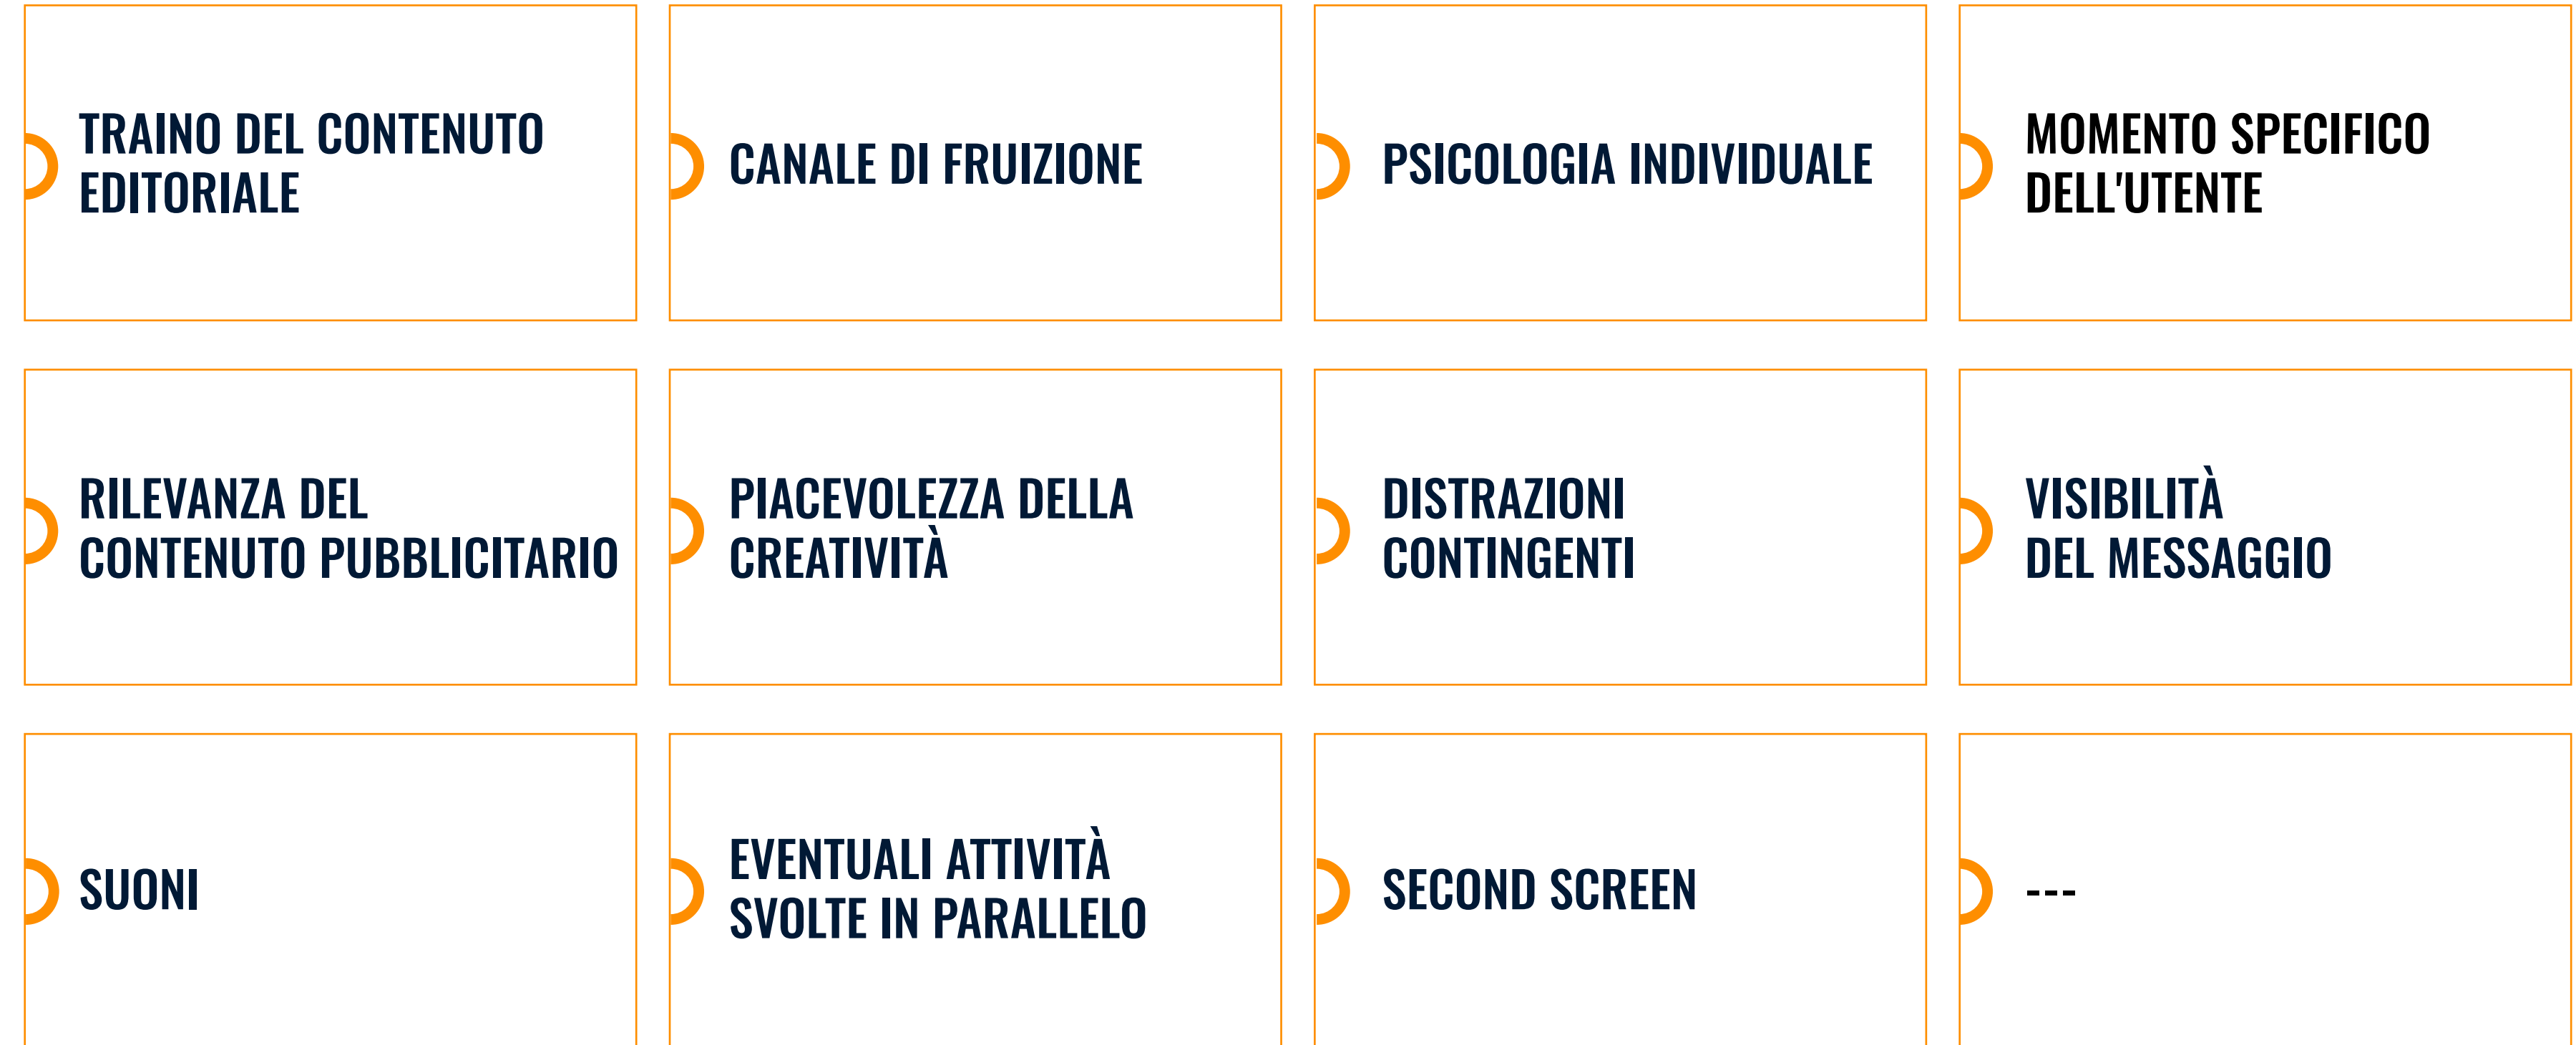 TRAINO DEL CONTENUTO
EDITORIALE
CANALE DI FRUIZIONE
PSICOLOGIA INDIVIDUALE
MOMENTO SPECIFICO
DELL'UTENTE
RILEVANZA DEL
CONTENUTO PUBBLICITARIO
PIACEVOLEZZA DELLA
CREATIVITÀ
DISTRAZIONI
CONTINGENTI
VISIBILITÀ
DEL MESSAGGIO
SUONI
EVENTUALI ATTIVITÀ
SVOLTE IN PARALLELO
SECOND SCREEN
---